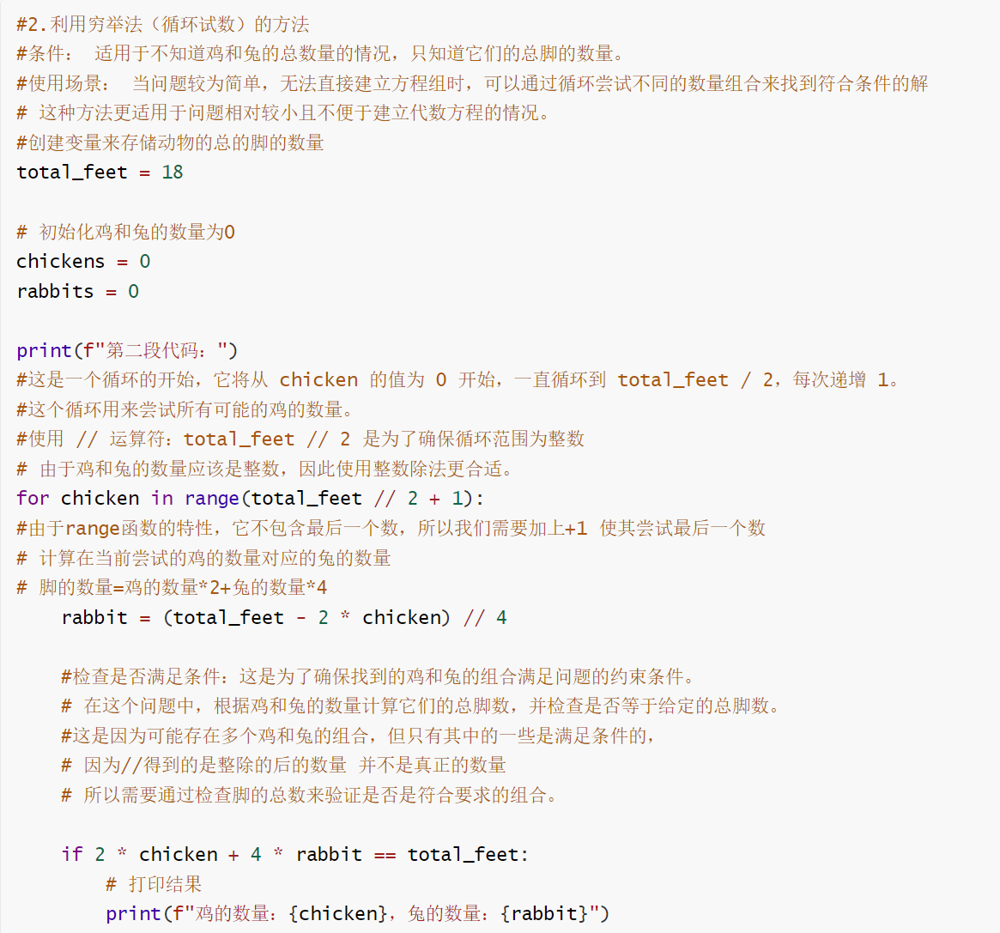 #2.利用穷举法（循环试数）的方法
#条件： 适用于不知道鸡和兔的总数量的情况，只知道它们的总脚的数量。
#使用场景： 当问题较为简单，无法直接建立方程组时，可以通过循环尝试不同的数量组合来找到符合条件的解
# 这种方法更适用于问题相对较小且不便于建立代数方程的情况。
#创建变量来存储动物的总的脚的数量
total_feet = 18
# 初始化鸡和兔的数量为0
chickens = 0
rabbits = 0
print(f"第二段代码：")
#这是一个循环的开始，它将从 chicken 的值为 0 开始，一直循环到 total_feet / 2，每次递增 1。
#这个循环用来尝试所有可能的鸡的数量。
#使用 // 运算符：total_feet // 2 是为了确保循环范围为整数
# 由于鸡和兔的数量应该是整数，因此使用整数除法更合适。
for chicken in range(total_feet // 2 + 1):
#由于range函数的特性，它不包含最后一个数，所以我们需要加上+1 使其尝试最后一个数
# 计算在当前尝试的鸡的数量对应的兔的数量
# 脚的数量=鸡的数量*2+兔的数量*4
    rabbit = (total_feet - 2 * chicken) // 4
    #检查是否满足条件：这是为了确保找到的鸡和兔的组合满足问题的约束条件。
    # 在这个问题中，根据鸡和兔的数量计算它们的总脚数，并检查是否等于给定的总脚数。
    #这是因为可能存在多个鸡和兔的组合，但只有其中的一些是满足条件的，
    # 因为//得到的是整除的后的数量 并不是真正的数量
    # 所以需要通过检查脚的总数来验证是否是符合要求的组合。
    if 2 * chicken + 4 * rabbit == total_feet:
        # 打印结果
        print(f"鸡的数量：{chicken}，兔的数量：{rabbit}")